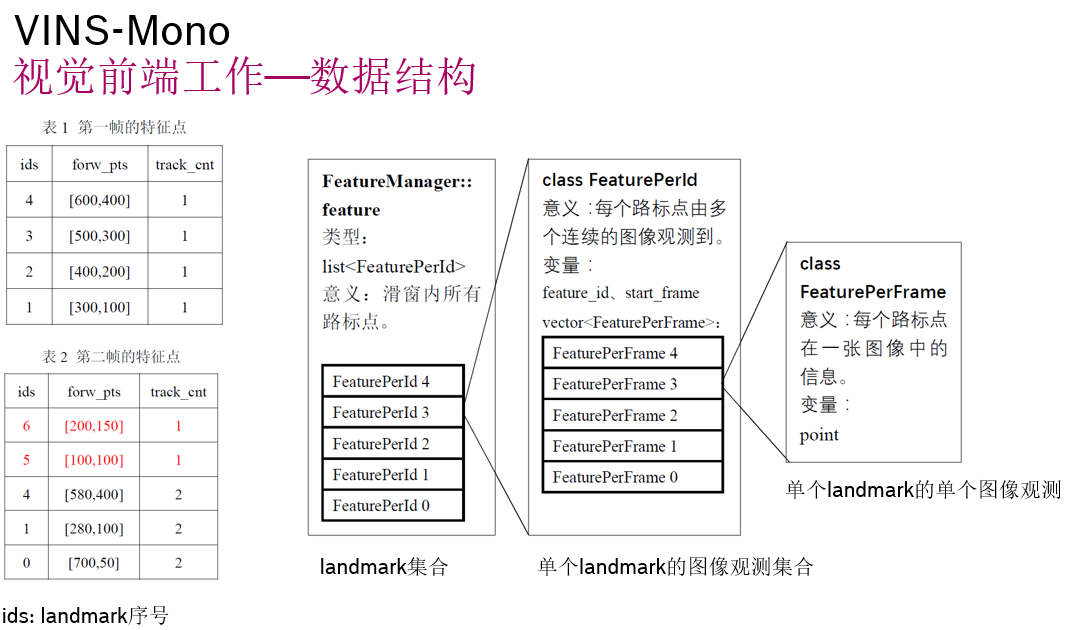 VINS-Mono
视觉前端工作—数据结构
表 1 第一帧的特征点
ids forw_pts track_cnt
4 [600,400] 1
3 [500,300] 1
2 [400,200] 1
1 [300,100] 1
表 2 第二帧的特征点
ids forw_pts track_cnt
6 [200,150] 1
5 [100,100] 1
4 [580,400] 2
1 [280,100] 2
0 [700,50] 2
ids: landmark序号
FeatureManager::
feature
类型：
list<FeaturePerId>
意义：滑窗内所有
路标点。
FeaturePerId 4
FeaturePerId 3
FeaturePerId 2
FeaturePerId 1
FeaturePerId 0
landmark集合
class FeaturePerId
意义：每个路标点由多
个连续的图像观测到。
变量：
feature_id、start_frame
vector<FeaturePerFrame>：
FeaturePerFrame 4
FeaturePerFrame 3
FeaturePerFrame 2
FeaturePerFrame 1
FeaturePerFrame 0
单个landmark的图像观测集合
class
FeaturePerFrame
意义：每个路标点
在一张图像中的
信息。
变量：
point
单个landmark的单个图像观测